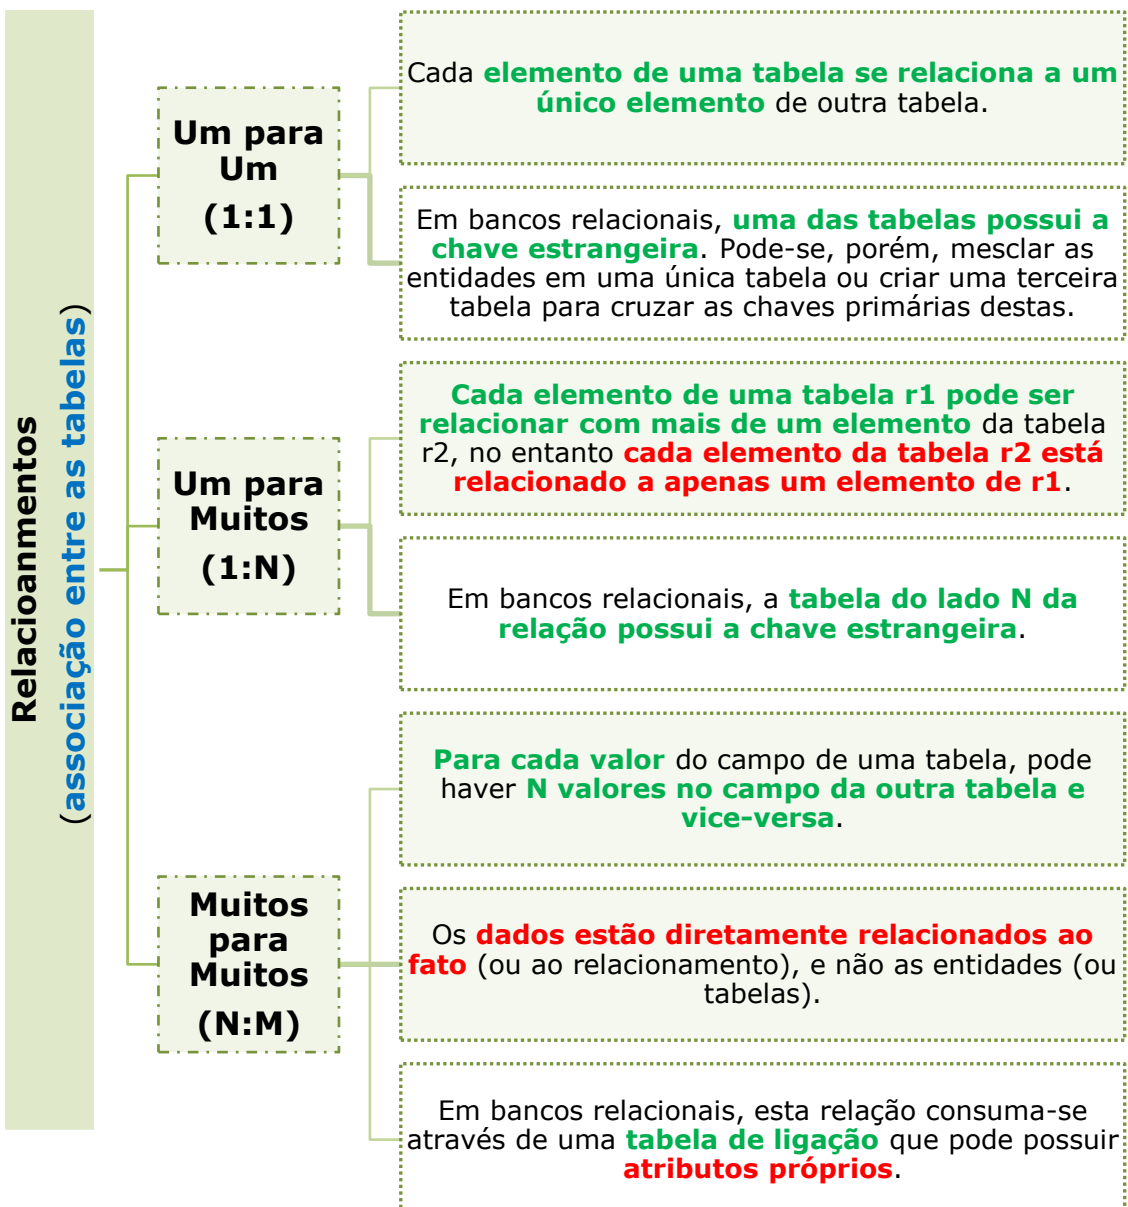 Relacioanmentos
(associação entre as tabelas)
Um para
Um
(1:1)
Cada elemento de uma tabela se relaciona a um
único elemento de outra tabela.
Em bancos relacionais, uma das tabelas possui a
chave estrangeira. Pode-se, porém, mesclar as
entidades em uma única tabela ou criar uma terceira
tabela para cruzar as chaves primárias destas.
Um para
Muitos
(1:N)
Cada elemento de uma tabela r1 pode ser
relacionar com mais de um elemento da tabela
r2, no entanto cada elemento da tabela r2 está
relacionado a apenas um elemento de r1.
Em bancos relacionais, a tabela do lado N da
relação possui a chave estrangeira.
Muitos
para
Muitos
(N:M)
Para cada valor do campo de uma tabela, pode
haver N valores no campo da outra tabela e
vice-versa.
Os dados estão diretamente relacionados ao
fato (ou ao relacionamento), e não as entidades (ou
tabelas).
Em bancos relacionais, esta relação consuma-se
através de uma tabela de ligação que pode possuir
atributos próprios.